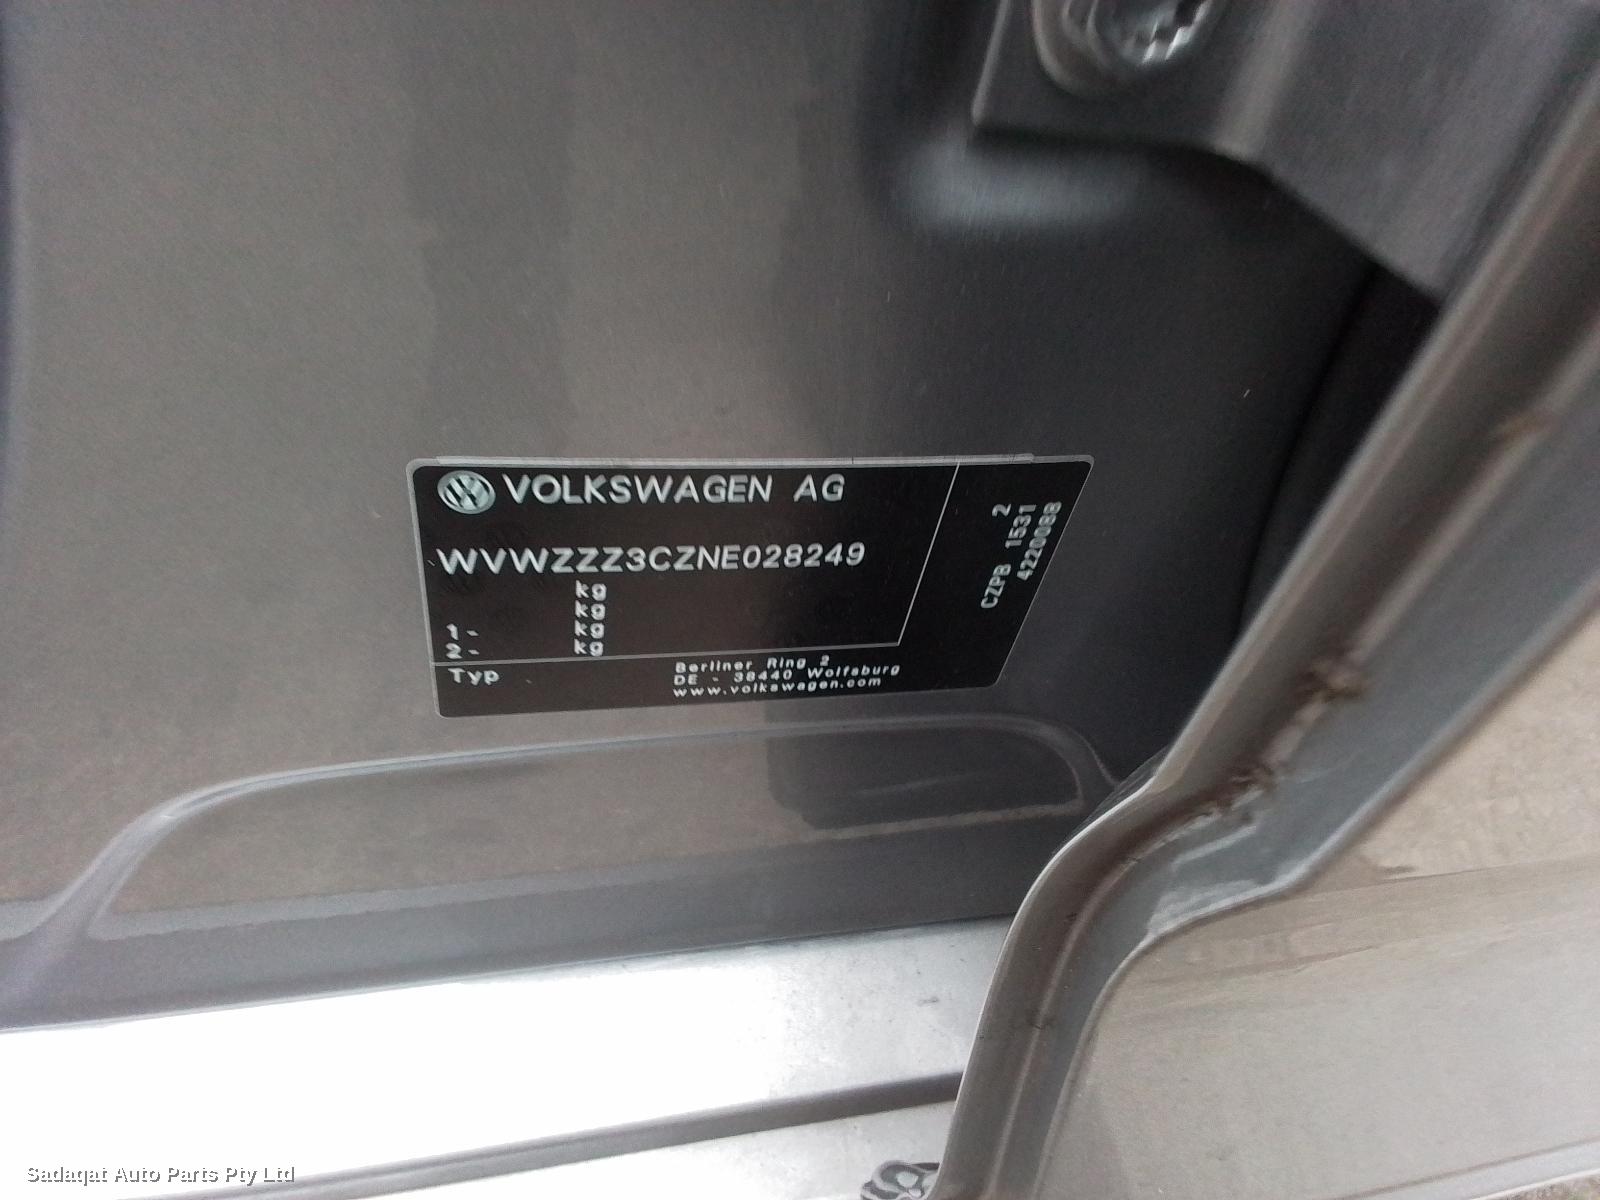 VOLKSWAGEN AG
WVWZZZ3CZNE028249
kg
kg
1- kg
2- kg
Typ
Berliner Ring 2
DE - 38440 Wolfsburg
www.volkswagen.com
2
CZPB 1531
4220088
Sadaqat Auto Parts Pty Ltd